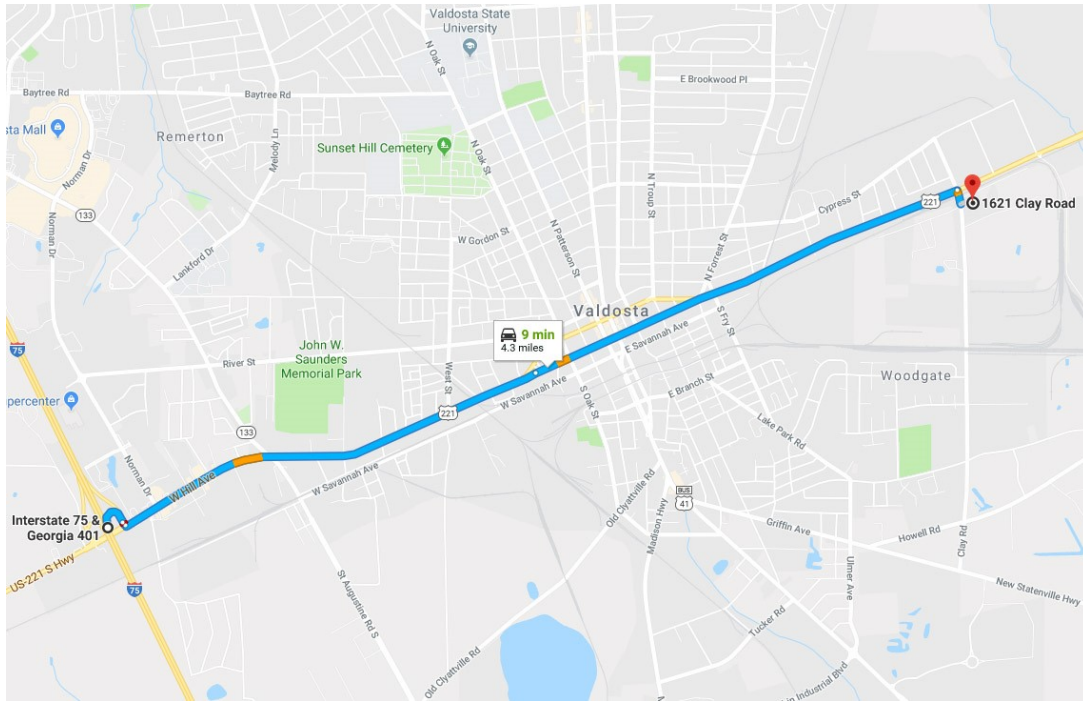 Valdosta State
University
N Oak St
E Brookwood Pl
Baytree Rd
Baytree Rd
sta Mall
Remerton
Melody Ln
Norman Dr
Sunset Hill Cemetery
N Oak St
N Troup St
133
Norman Dr
Cypress St
221
1621 Clay Road
Lankford Dr
W Gordon St
N Patterson St
N Forrest St
Valdosta
9 min
4.3 miles
S Fry St
E Savannah Ave
75
River St
John W.
Saunders
Memorial Park
West St
W Savannah Ave
Woodgate
E Branch St
percenter
221
S Oak St
Lake Park Rd
133
Norman Dr
W Hill Ave
W Savannah Ave
Old Clyattville Rd
BUS
41
Madison Hwy
Interstate 75 &
Georgia 401
Griffin Ave
Howell Rd
Clay Rd
US-221 S Hwy
75
St Augustine Rd S
Ulmer Ave
New Statenville Hwy
Tucker Rd
Old Clyattville Rd
n Industrial Blvd